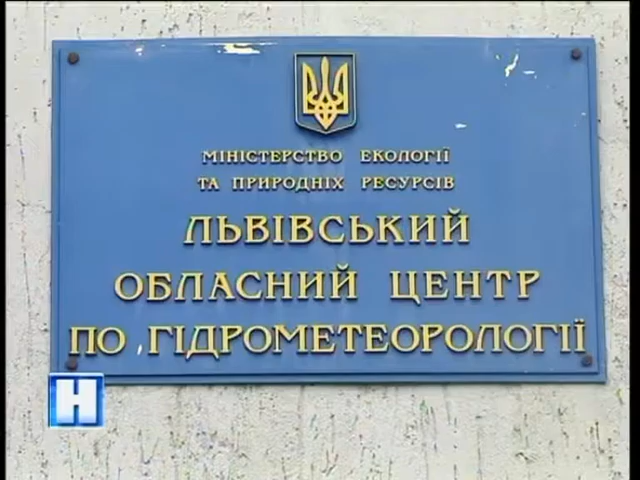 МІНІСТЕРСТВО ЕКОЛОГІЇ
ТА ПРИРОДНІХ РЕСУРСІВ
ЛЬВІВСЬКИЙ
ОБЛАСНИЙ ЦЕНТР
ПО ГІДРОМЕТЕОРОЛОГІЇ
Н